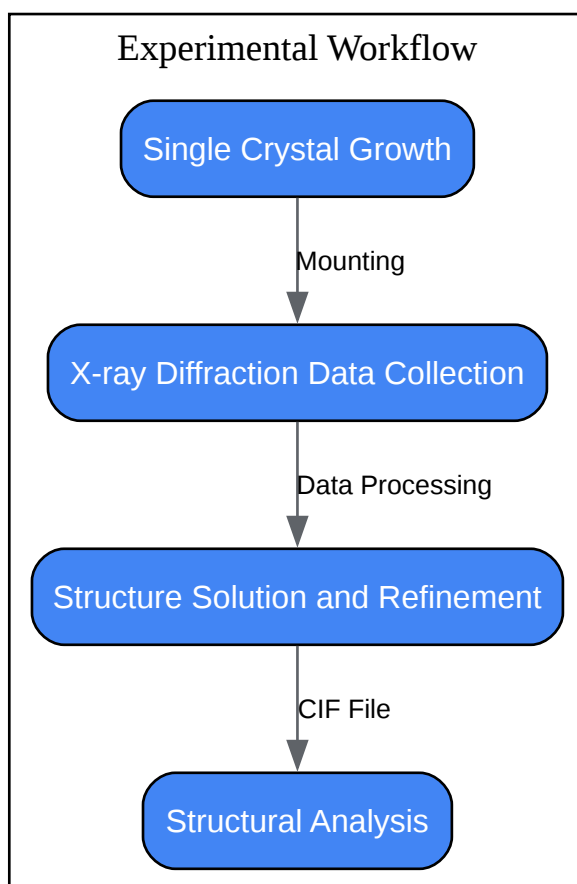 Experimental Workflow
Single Crystal Growth
Mounting
X-ray Diffraction Data Collection
Data Processing
Structure Solution and Refinement
CIF File
Structural Analysis